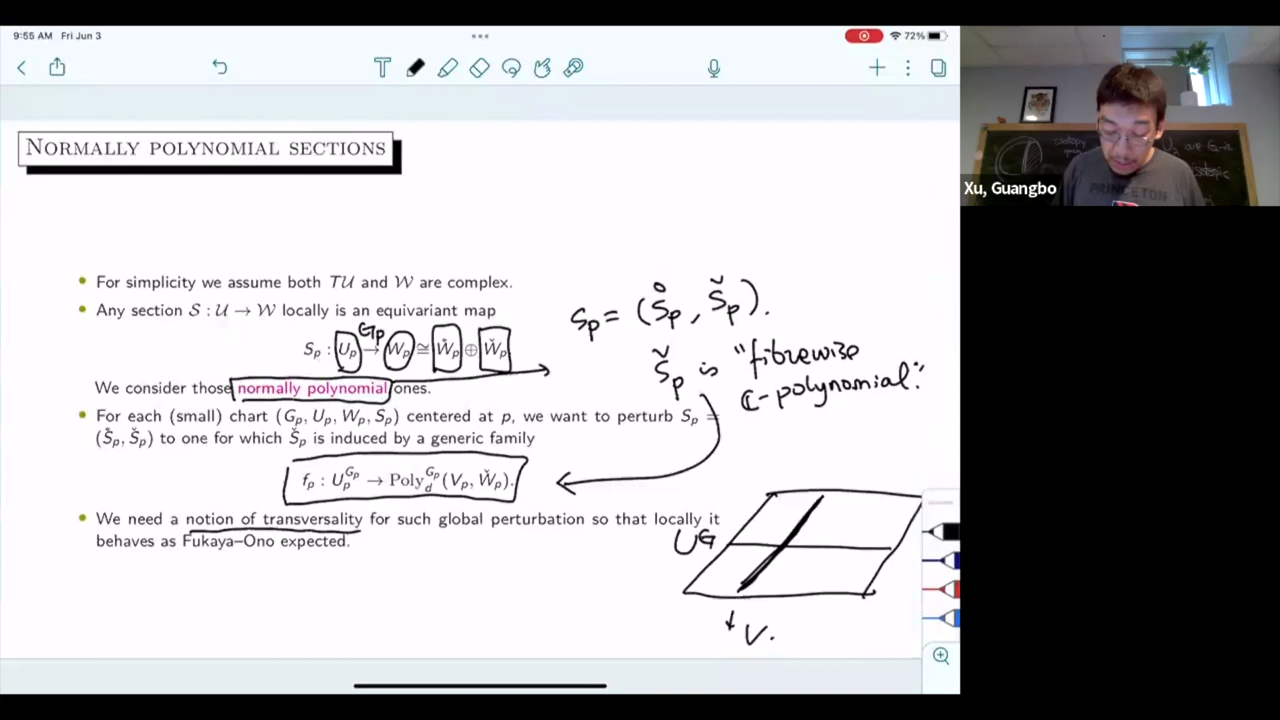 9:55 AM Fri Jun 3
72%
NORMALLY POLYNOMIAL SECTIONS
Xu, Guangbo
PRINCETON
• For simplicity we assume both TU and W are complex.
• Any section S : U → W locally is an equivariant map
Gp
Sp : Up → Wp ≅ W̊p ⊕ W̌p
We consider those normally polynomial ones.
• For each (small) chart (Gp, Up, Wp, Sp) centered at p, we want to perturb Sp =
(S̊p, Šp) to one for which Šp is induced by a generic family
fp : Up^Gp → Poly_d^Gp(Vp, W̌p).
• We need a notion of transversality for such global perturbation so that locally it
behaves as Fukaya–Ono expected.
Sp = (S̊p, Šp).
Šp is "fibrewise
C-polynomial."
UG
V.